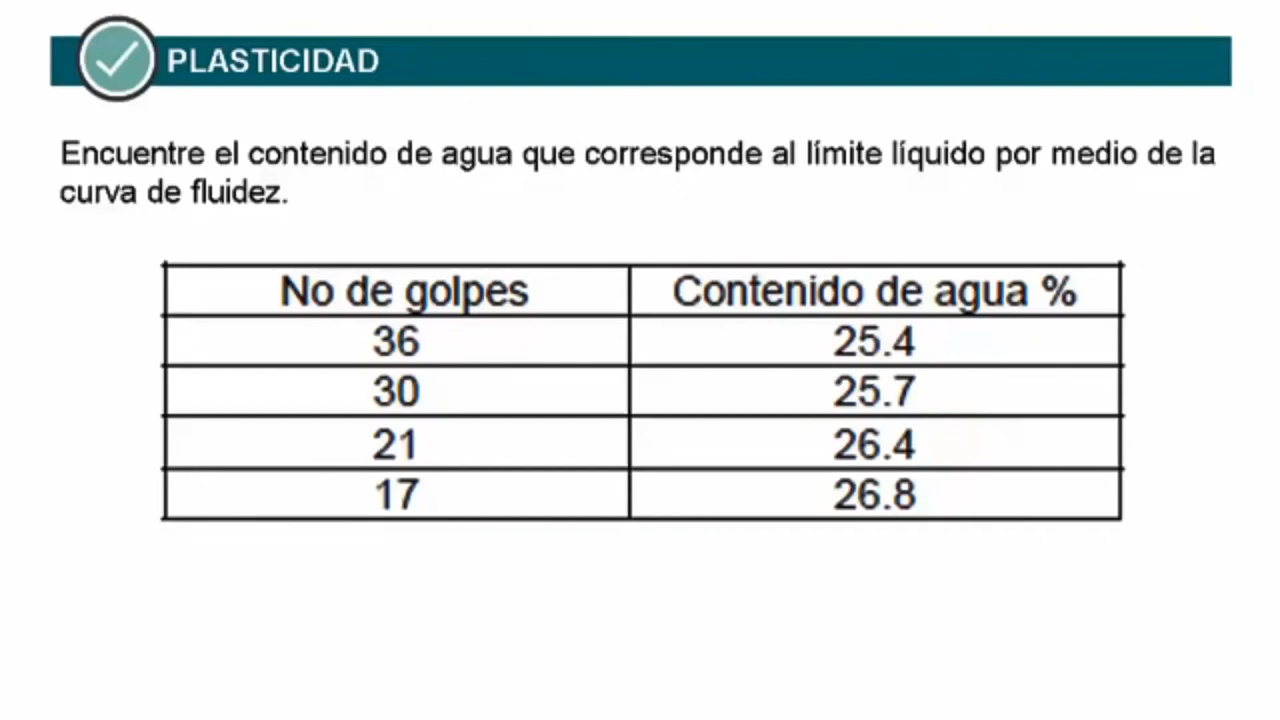 PLASTICIDAD
Encuentre el contenido de agua que corresponde al límite líquido por medio de la
curva de fluidez.
No de golpes Contenido de agua %
36 25.4
30 25.7
21 26.4
17 26.8